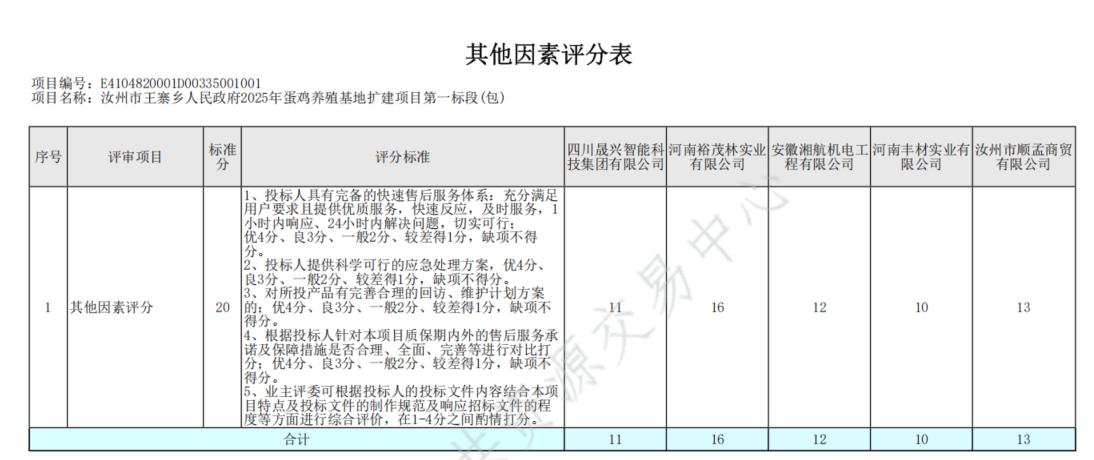 其他因素评分表
项目编号：E4104820001D00335001001
项目名称：汝州市王寨乡人民政府2025年蛋鸡养殖基地扩建项目第一标段(包)
序号 评审项目 标准分 评分标准 四川晟兴智能科技集团有限公司 河南裕茂林实业有限公司 安徽湘航机电工程有限公司 河南丰材实业有限公司 汝州市顺孟商贸有限公司
1 其他因素评分 20
1、投标人具有完备的快速售后服务体系：充分满足
用户要求且提供优质服务，快速反应，及时服务，1
小时内响应、24小时内解决问题，切实可行；
优4分、良3分、一般2分、较差得1分，缺项不得
分。
2、投标人提供科学可行的应急处理方案，优4分、
良3分、一般2分、较差得1分，缺项不得分。
3、对所投产品有完善合理的回访、维护计划方案
的；优4分、良3分、一般2分、较差得1分，缺项不
得分。
4、根据投标人针对本项目质保期内外的售后服务承
诺及保障措施是否合理、全面、完善等进行对比打
分；优4分、良3分、一般2分、较差得1分，缺项不
得分。
5、业主评委可根据投标人的投标文件内容结合本项
目特点及投标文件的制作规范及响应招标文件的程
度等方面进行综合评价，在1-4分之间酌情打分。
11 16 12 10 13
合计 11 16 12 10 13
共资源交易中心